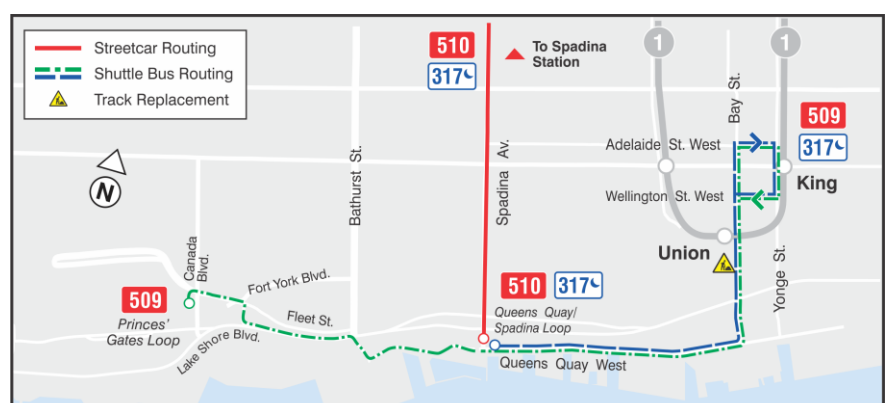 Streetcar Routing
Shuttle Bus Routing
Track Replacement
510
317
To Spadina
Station
1
1
Bay St.
509
317
Adelaide St. West
King
Wellington St. West
Bathurst St.
Spadina Av.
N
Union
Yonge St.
Canada
Blvd.
Fort York Blvd.
509
Princes'
Gates Loop
Fleet St.
Lake Shore Blvd.
510
317
Queens Quay/
Spadina Loop
Queens Quay West